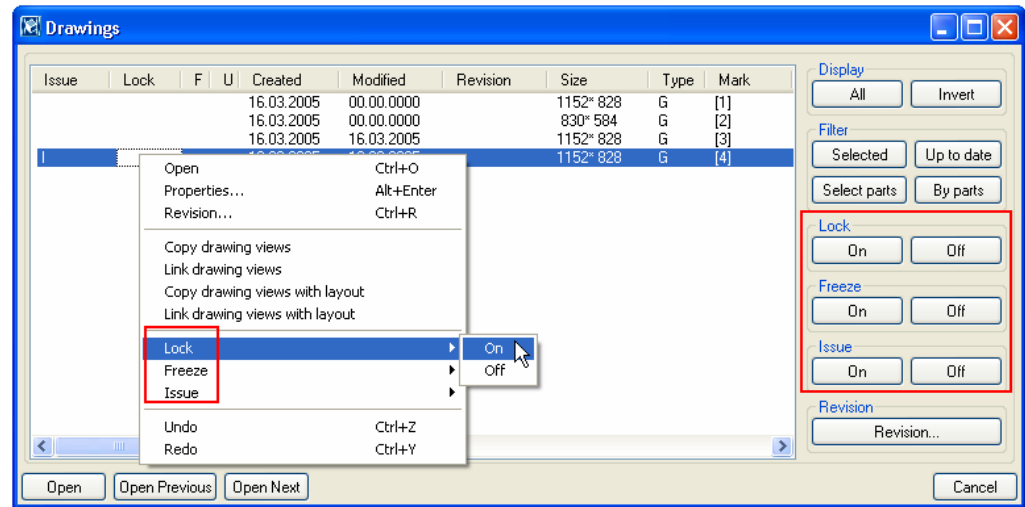 Drawings
Issue Lock F U Created Modified Revision Size Type Mark
16.03.2005 00.00.0000 1152* 828 G [1]
16.03.2005 00.00.0000 830* 584 G [2]
16.03.2005 16.03.2005 1152* 828 G [3]
I 1152* 828 G [4]
Open Ctrl+O
Properties... Alt+Enter
Revision... Ctrl+R
Copy drawing views
Link drawing views
Copy drawing views with layout
Link drawing views with layout
Lock
Freeze
Issue
Undo Ctrl+Z
Redo Ctrl+Y
On
Off
Display
All Invert
Filter
Selected Up to date
Select parts By parts
Lock
On Off
Freeze
On Off
Issue
On Off
Revision
Revision...
Open Open Previous Open Next Cancel